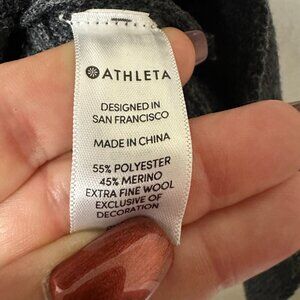 ATHLETA
DESIGNED IN
SAN FRANCISCO
MADE IN CHINA
55% POLYESTER
45% MERINO
EXTRA FINE WOOL
EXCLUSIVE OF
DECORATION